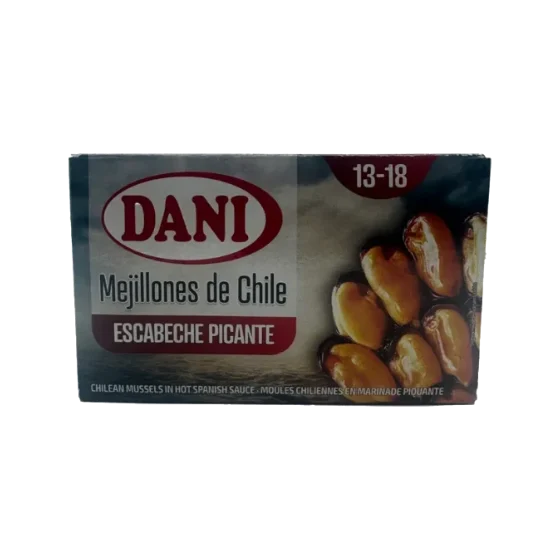 13-18
DANI
Mejillones de Chile
ESCABECHE PICANTE
CHILEAN MUSSELS IN HOT SPANISH SAUCE - MOULES CHILIENNES EN MARINADE PIQUANTE